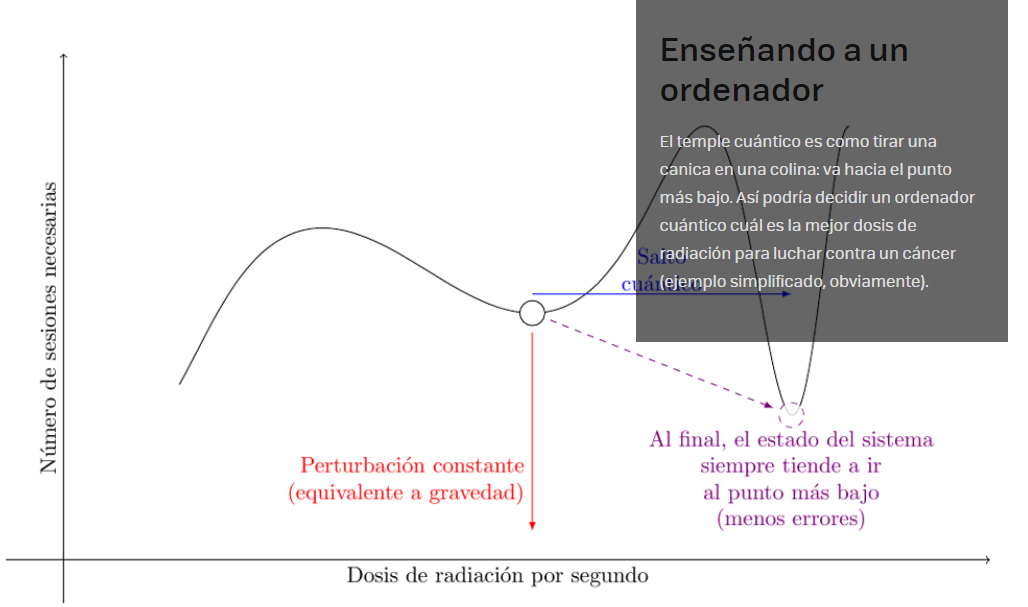 Enseñando a un
ordenador
El temple cuántico es como tirar una
canica en una colina: va hacia el punto
más bajo. Así podría decidir un ordenador
cuántico cuál es la mejor dosis de
radiación para luchar contra un cáncer
(ejemplo simplificado, obviamente).
Número de sesiones necesarias
Salto
cuántico
Perturbación constante
(equivalente a gravedad)
Al final, el estado del sistema
siempre tiende a ir
al punto más bajo
(menos errores)
Dosis de radiación por segundo